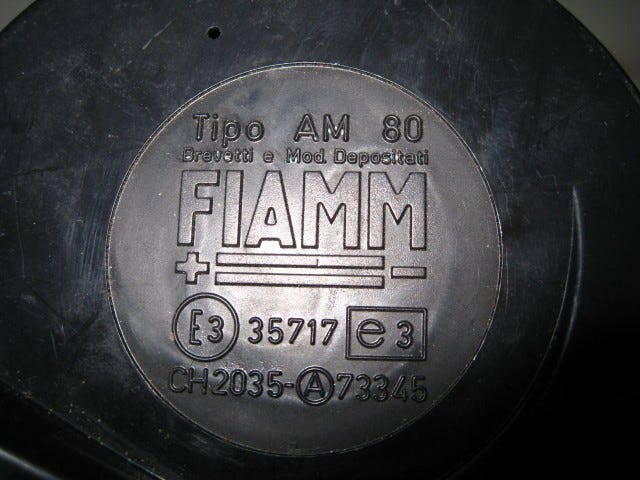 Tipo AM 80
Brevetti e Mod. Depositati
FIAMM
+ -
E3 35717 e3
CH2035-A73345